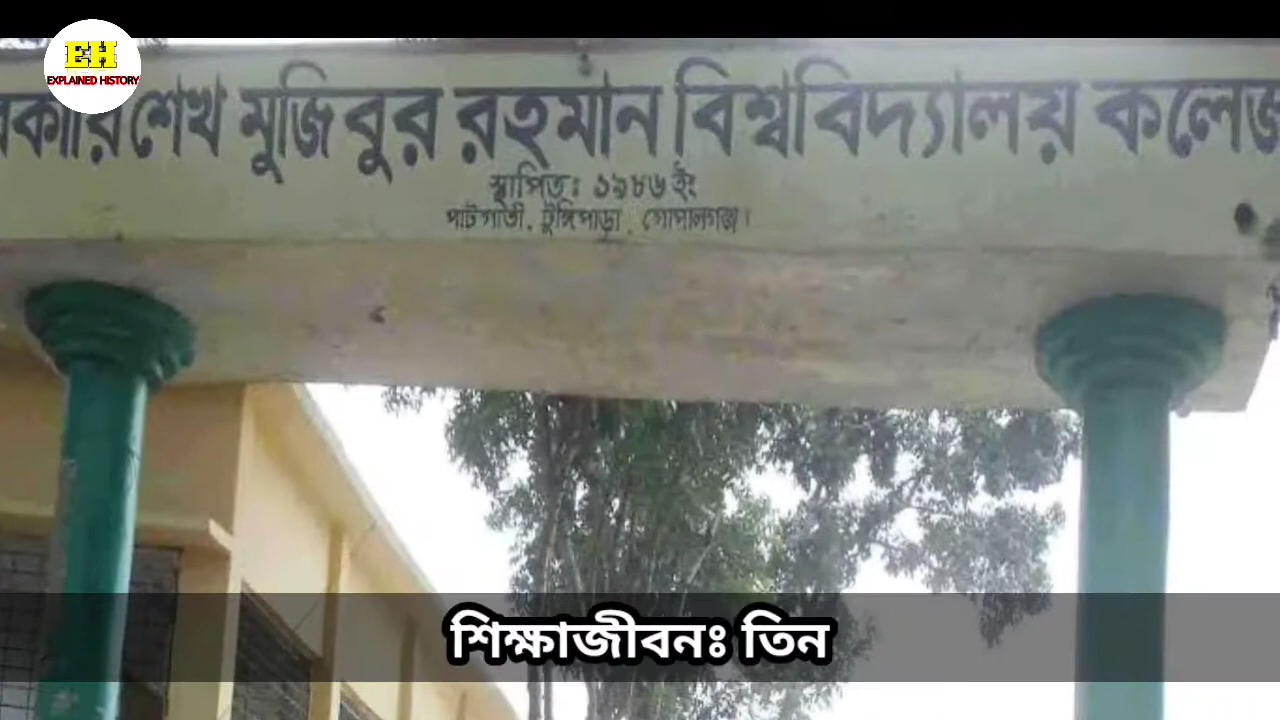 EH
EXPLAINED HISTORY
শেখ মুজিবুর রহমান বিশ্ববিদ্যালয় কলেজ
স্থাপিত: ১৯৮৬ ইং
পাটগাতী, টুঙ্গিপাড়া, গোপালগঞ্জ।
শিক্ষাজীবনঃ তিন